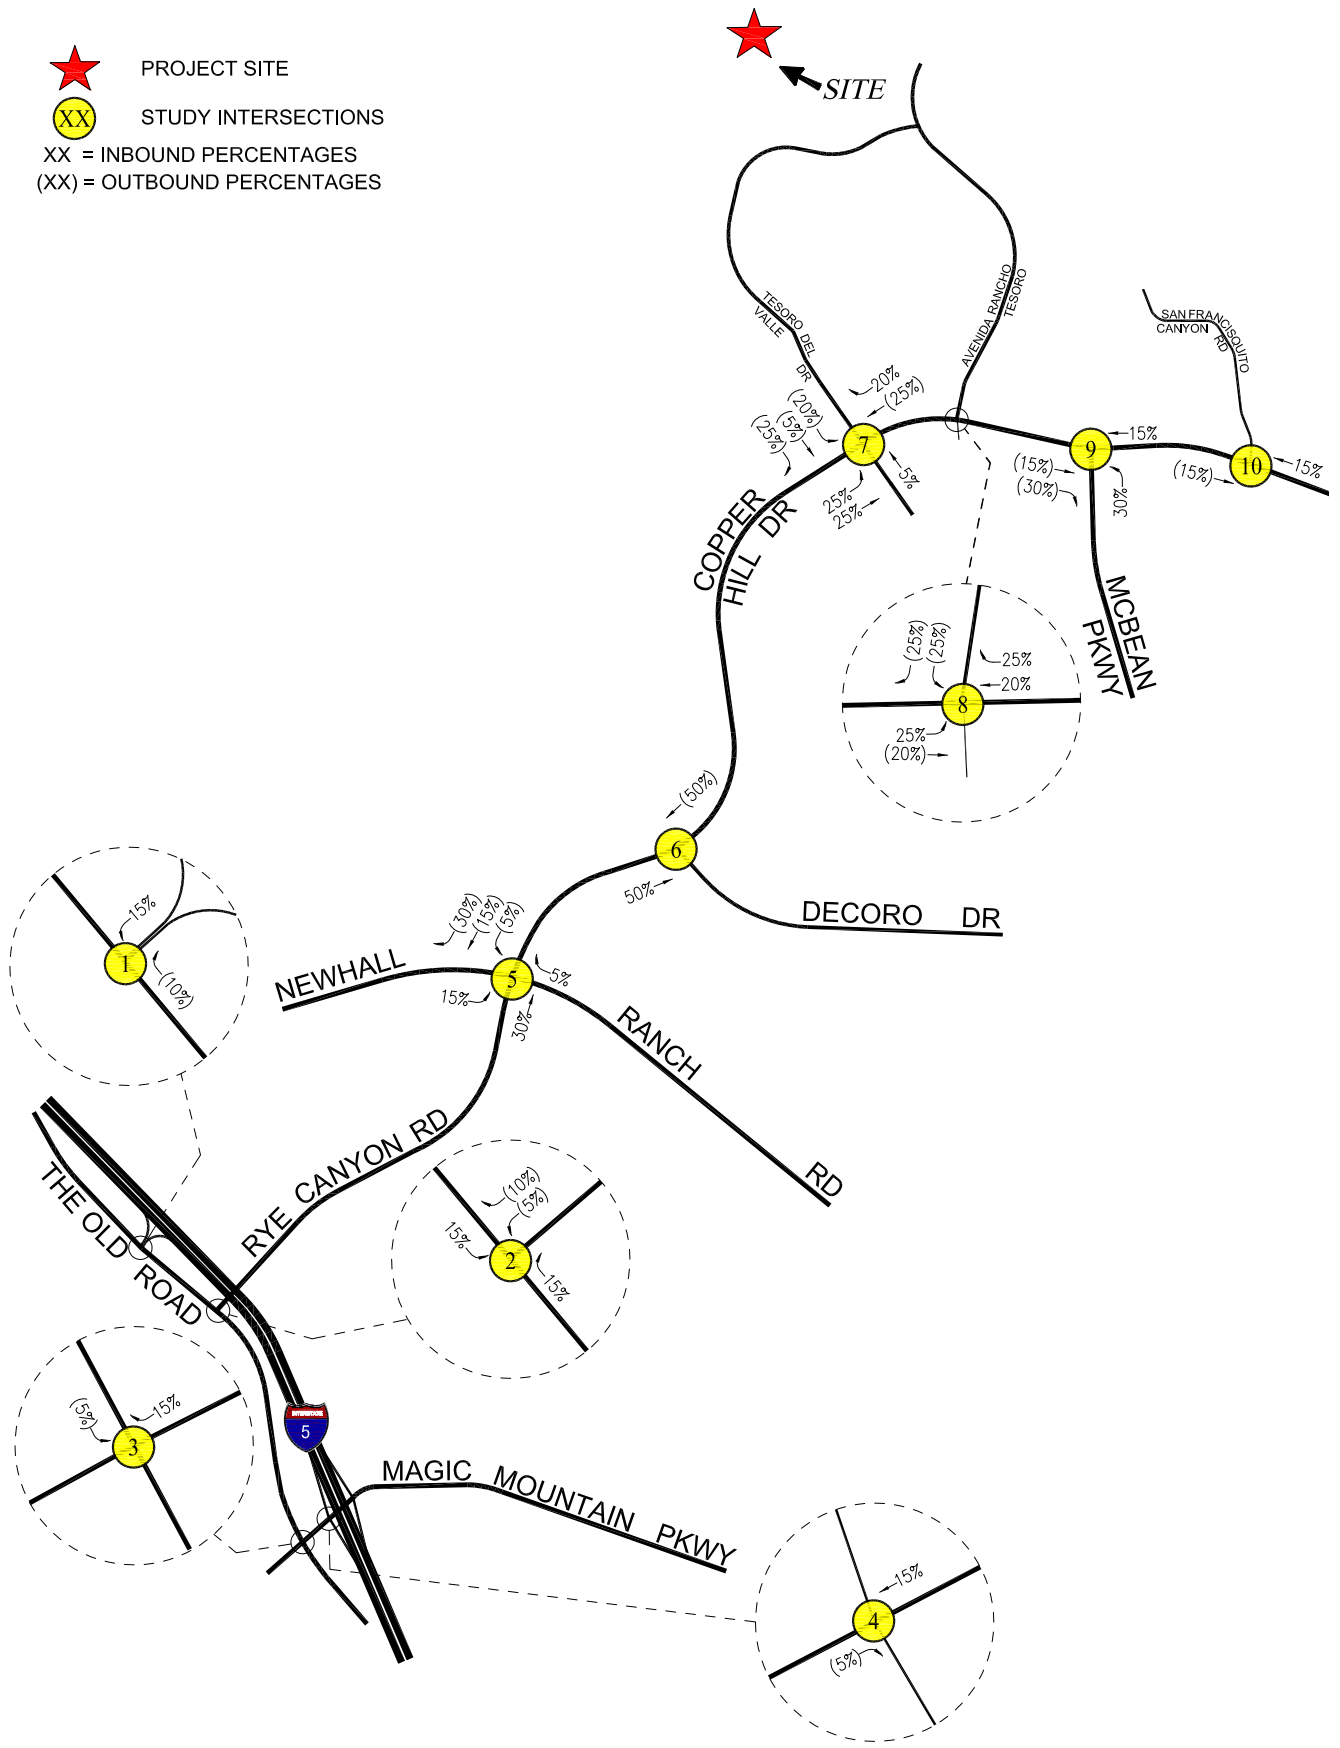 PROJECT SITE
XX
STUDY INTERSECTIONS
XX = INBOUND PERCENTAGES
(XX) = OUTBOUND PERCENTAGES
SITE
TESORO DEL
VALLE
DR
AVENIDA RANCHO
TESORO
SAN FRANCISQUITO
CANYON RD
20%
(25%)
(20%)
(5%)
(25%)
7
5%
25%
25%
9
15%
(15%)
(30%)
30%
10
15%
(15%)
COPPER
HILL DR
MCBEAN
PKWY
(25%)
(25%)
25%
20%
8
25%
(20%)
(50%)
6
50%
DECORO DR
(30%)
(15%)
(5%)
5
5%
15%
30%
NEWHALL
RANCH
RD
15%
1
(10%)
RYE CANYON RD
THE OLD
ROAD
(10%)
(5%)
15%
2
15%
(5%)
15%
3
5
MAGIC MOUNTAIN PKWY
15%
4
(5%)